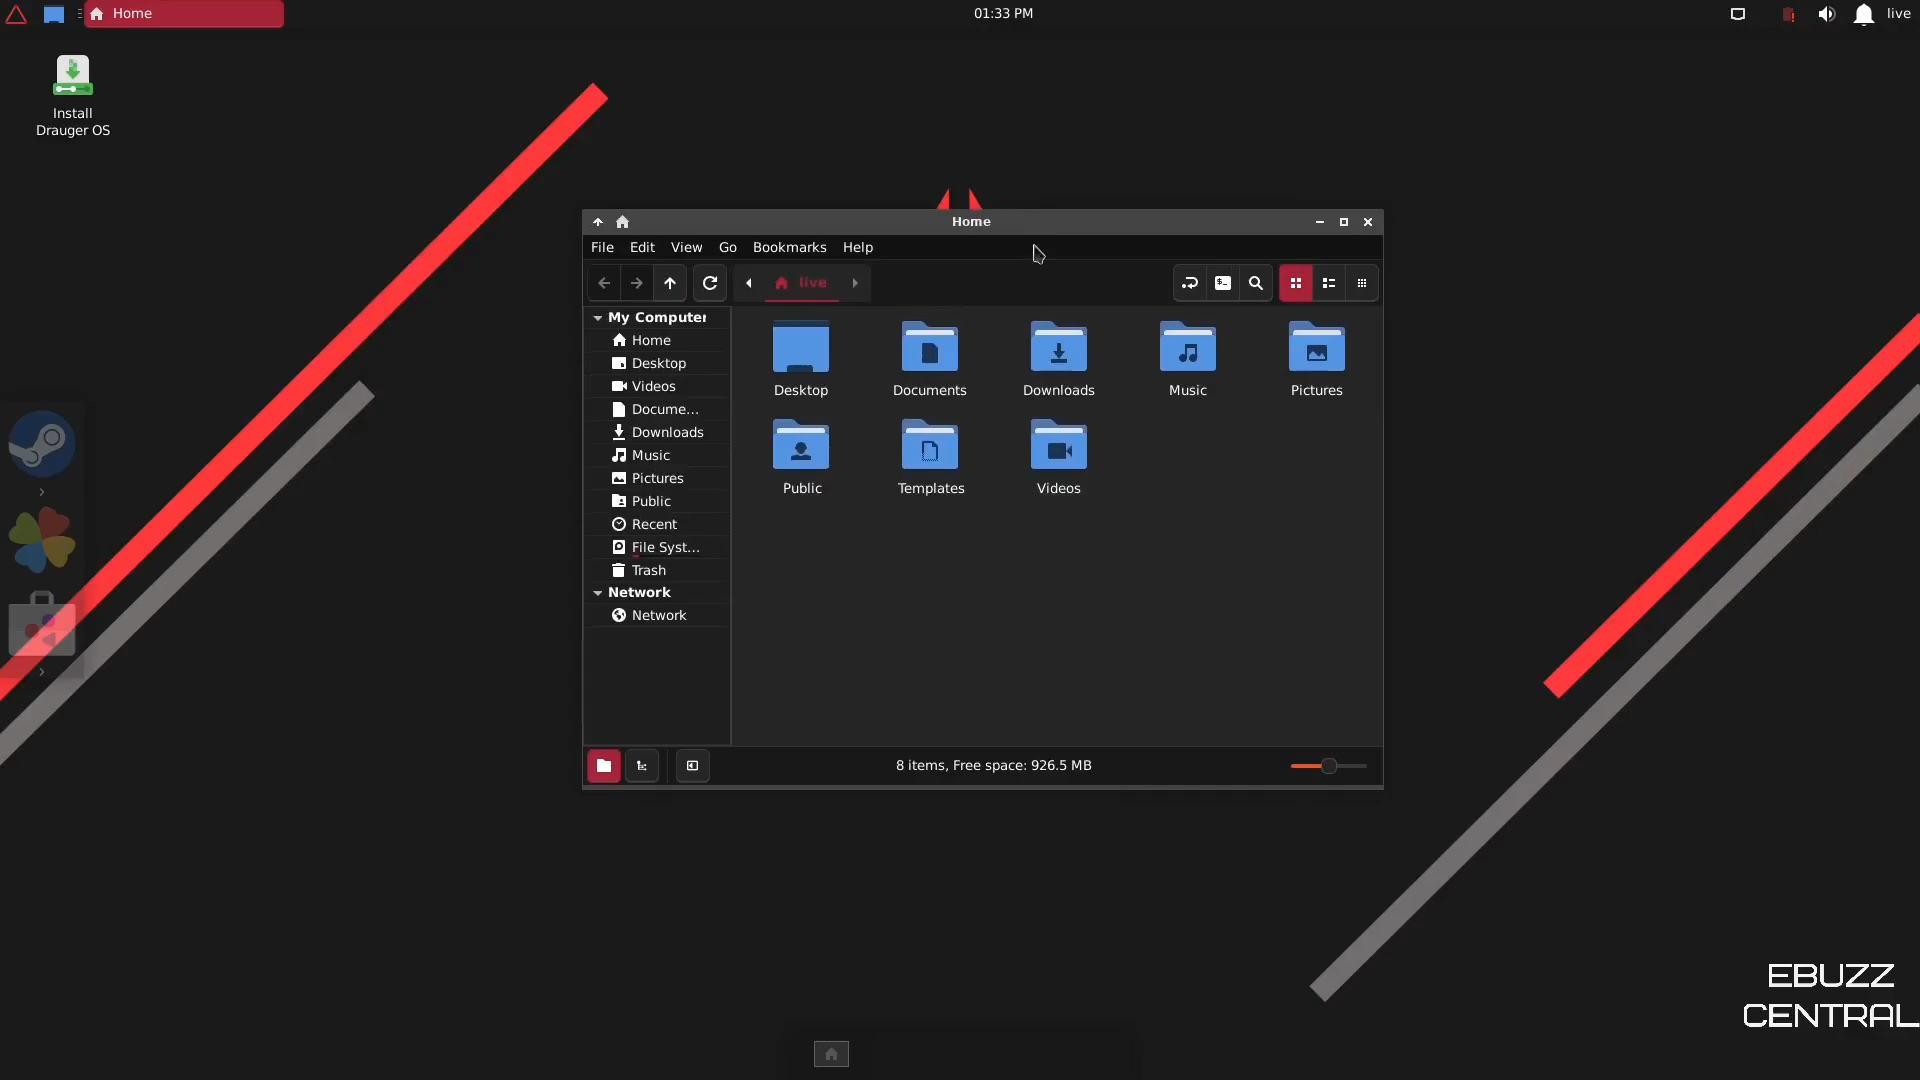 Home
01:33 PM
live
Install
Drauger OS
Home
File Edit View Go Bookmarks Help
live
My Computer
Home
Desktop
Videos
Docume...
Downloads
Music
Pictures
Public
Recent
File Syst...
Trash
Network
Network
Desktop Documents Downloads Music Pictures
Public Templates Videos
8 items, Free space: 926.5 MB
EBUZZ
CENTRAL